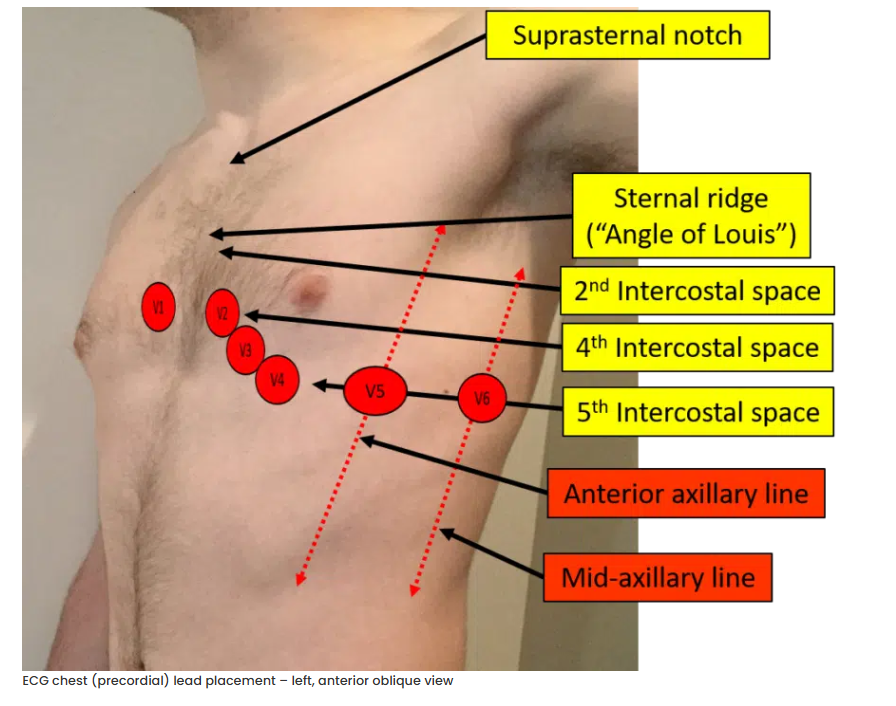 Suprasternal notch
Sternal ridge
(“Angle of Louis”)
2nd Intercostal space
4th Intercostal space
5th Intercostal space
V1
V2
V3
V4
V5
V6
Anterior axillary line
Mid-axillary line
ECG chest (precordial) lead placement – left, anterior oblique view